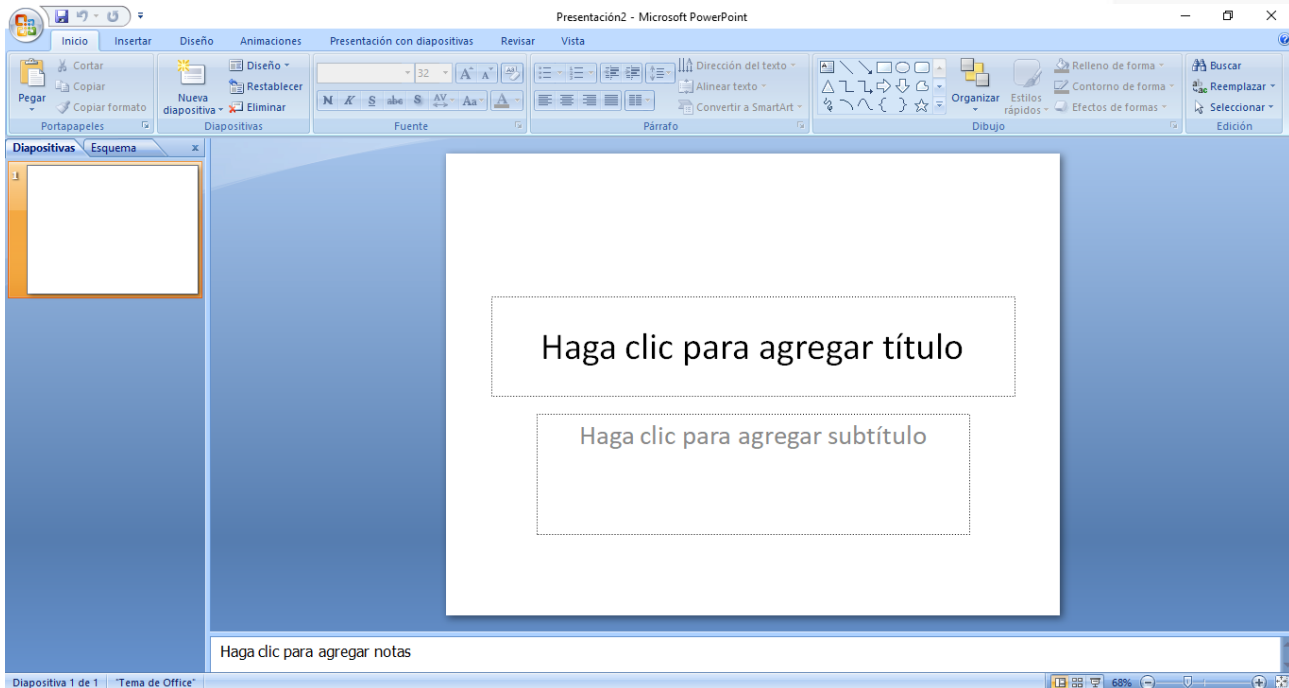 Presentación2 - Microsoft PowerPoint
Inicio Insertar Diseño Animaciones Presentación con diapositivas Revisar Vista
Pegar
Cortar
Copiar
Copiar formato
Portapapeles
Nueva diapositiva
Diseño
Restablecer
Eliminar
Diapositivas
32
N K S abc S AV Aa A
Fuente
Dirección del texto
Alinear texto
Convertir a SmartArt
Párrafo
Organizar
Estilos rápidos
Relleno de forma
Contorno de forma
Efectos de formas
Dibujo
Buscar
Reemplazar
Seleccionar
Edición
Diapositivas Esquema x
1
Haga clic para agregar título
Haga clic para agregar subtítulo
Haga clic para agregar notas
Diapositiva 1 de 1 "Tema de Office" 68%